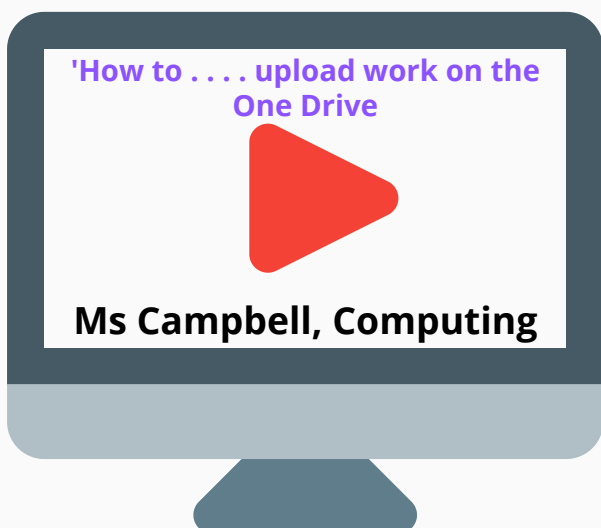 'How to . . . . upload work on the
One Drive
Ms Campbell, Computing